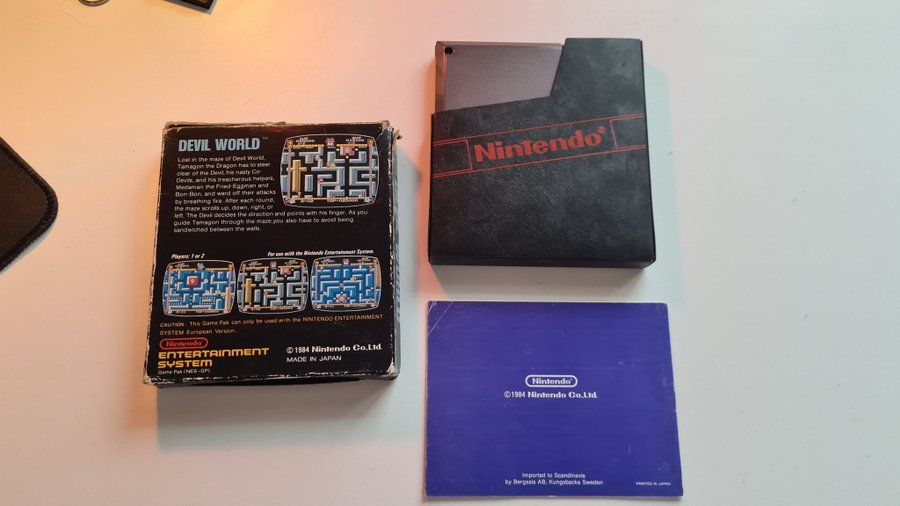 DEVIL WORLD™
Lost in the maze of Devil World,
Tamagon the Dragon has to steer
clear of the Devil, his nasty Co-
Devils, and his treacherous helpers,
Medaman the Fried-Eggman and
Bon-Bon, and ward off their attacks
by breathing fire. After each round,
the maze scrolls up, down, right, or
left. The Devil decides the direction and points with his finger. As you
guide Tamagon through the maze,you also have to avoid being
sandwiched between the walls.
Players: 1 or 2
For use with the Nintendo Entertainment System.
CAUTION: This Game Pak can only be used with the NINTENDO ENTERTAINMENT
SYSTEM European Version.
Nintendo
ENTERTAINMENT
SYSTEM
Game Pak (NES-GP)
©1984 Nintendo Co.,Ltd.
MADE IN JAPAN
Nintendo®
Nintendo®
©1984 Nintendo Co.,Ltd.
Imported to Scandinavia
by Bergsala AB, Kungsbacka Sweden
PRINTED IN JAPAN